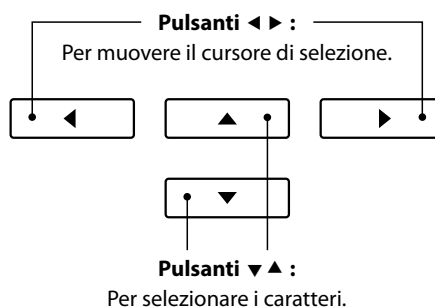 Pulsanti ◀ ▶ :
Per muovere il cursore di selezione.
Pulsanti ▼ ▲ :
Per selezionare i caratteri.